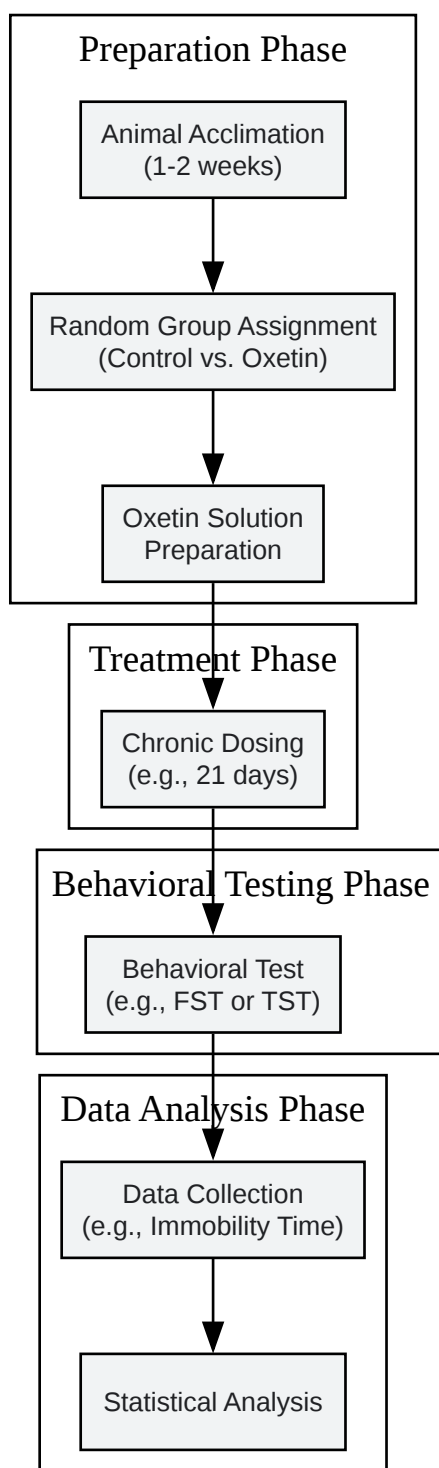 Preparation Phase
Animal Acclimation
(1-2 weeks)
Random Group Assignment
(Control vs. Oxetin)
Oxetin Solution
Preparation
Treatment Phase
Chronic Dosing
(e.g., 21 days)
Behavioral Testing Phase
Behavioral Test
(e.g., FST or TST)
Data Analysis Phase
Data Collection
(e.g., Immobility Time)
Statistical Analysis